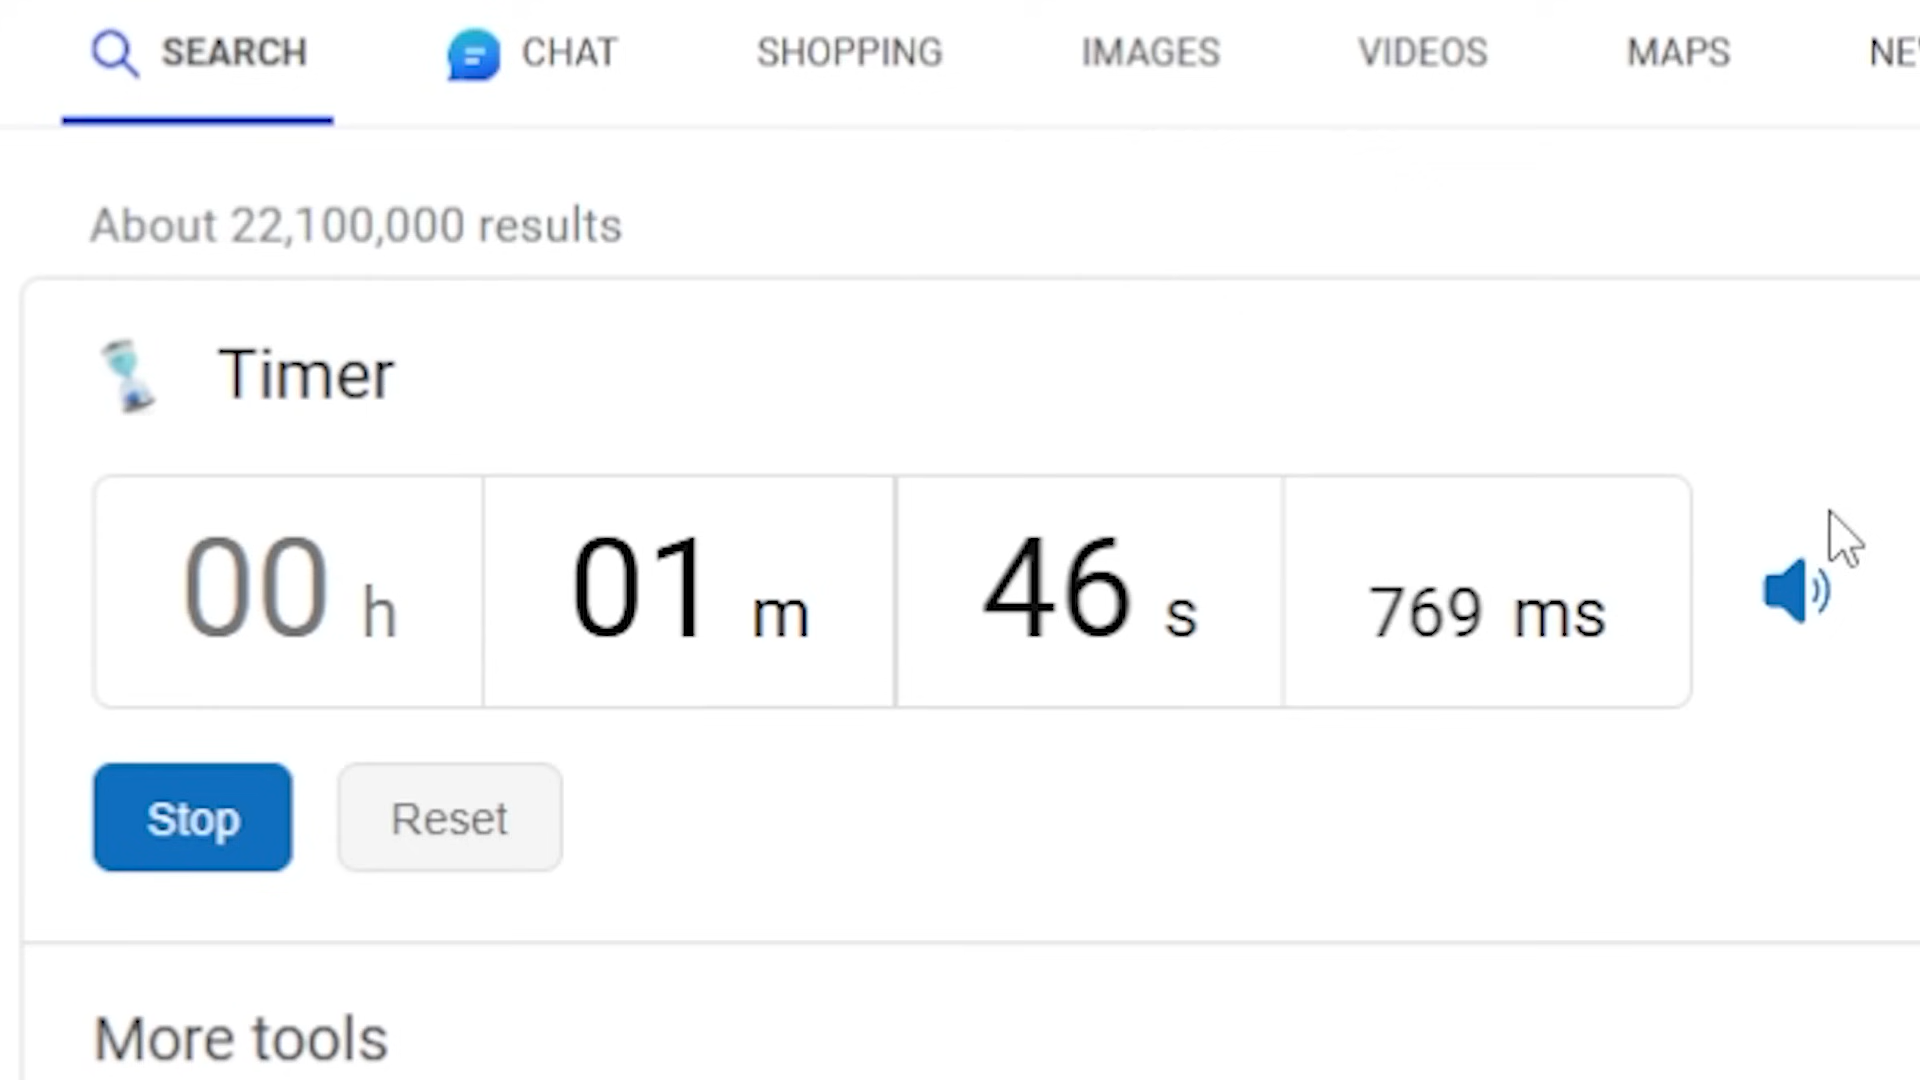 SEARCH CHAT SHOPPING IMAGES VIDEOS MAPS
About 22,100,000 results
Timer
00 h 01 m 46 s 769 ms
Stop Reset
More tools